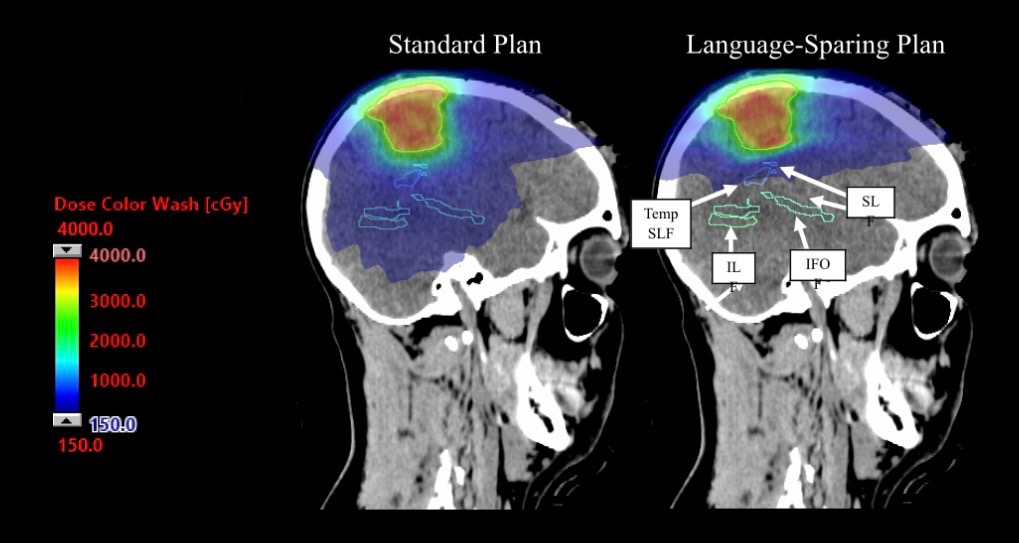 Standard Plan
Language-Sparing Plan
Dose Color Wash [cGy]
4000.0
4000.0
3000.0
2000.0
1000.0
150.0
150.0
Temp
SLF
SL
F
IL
F
IFO
F